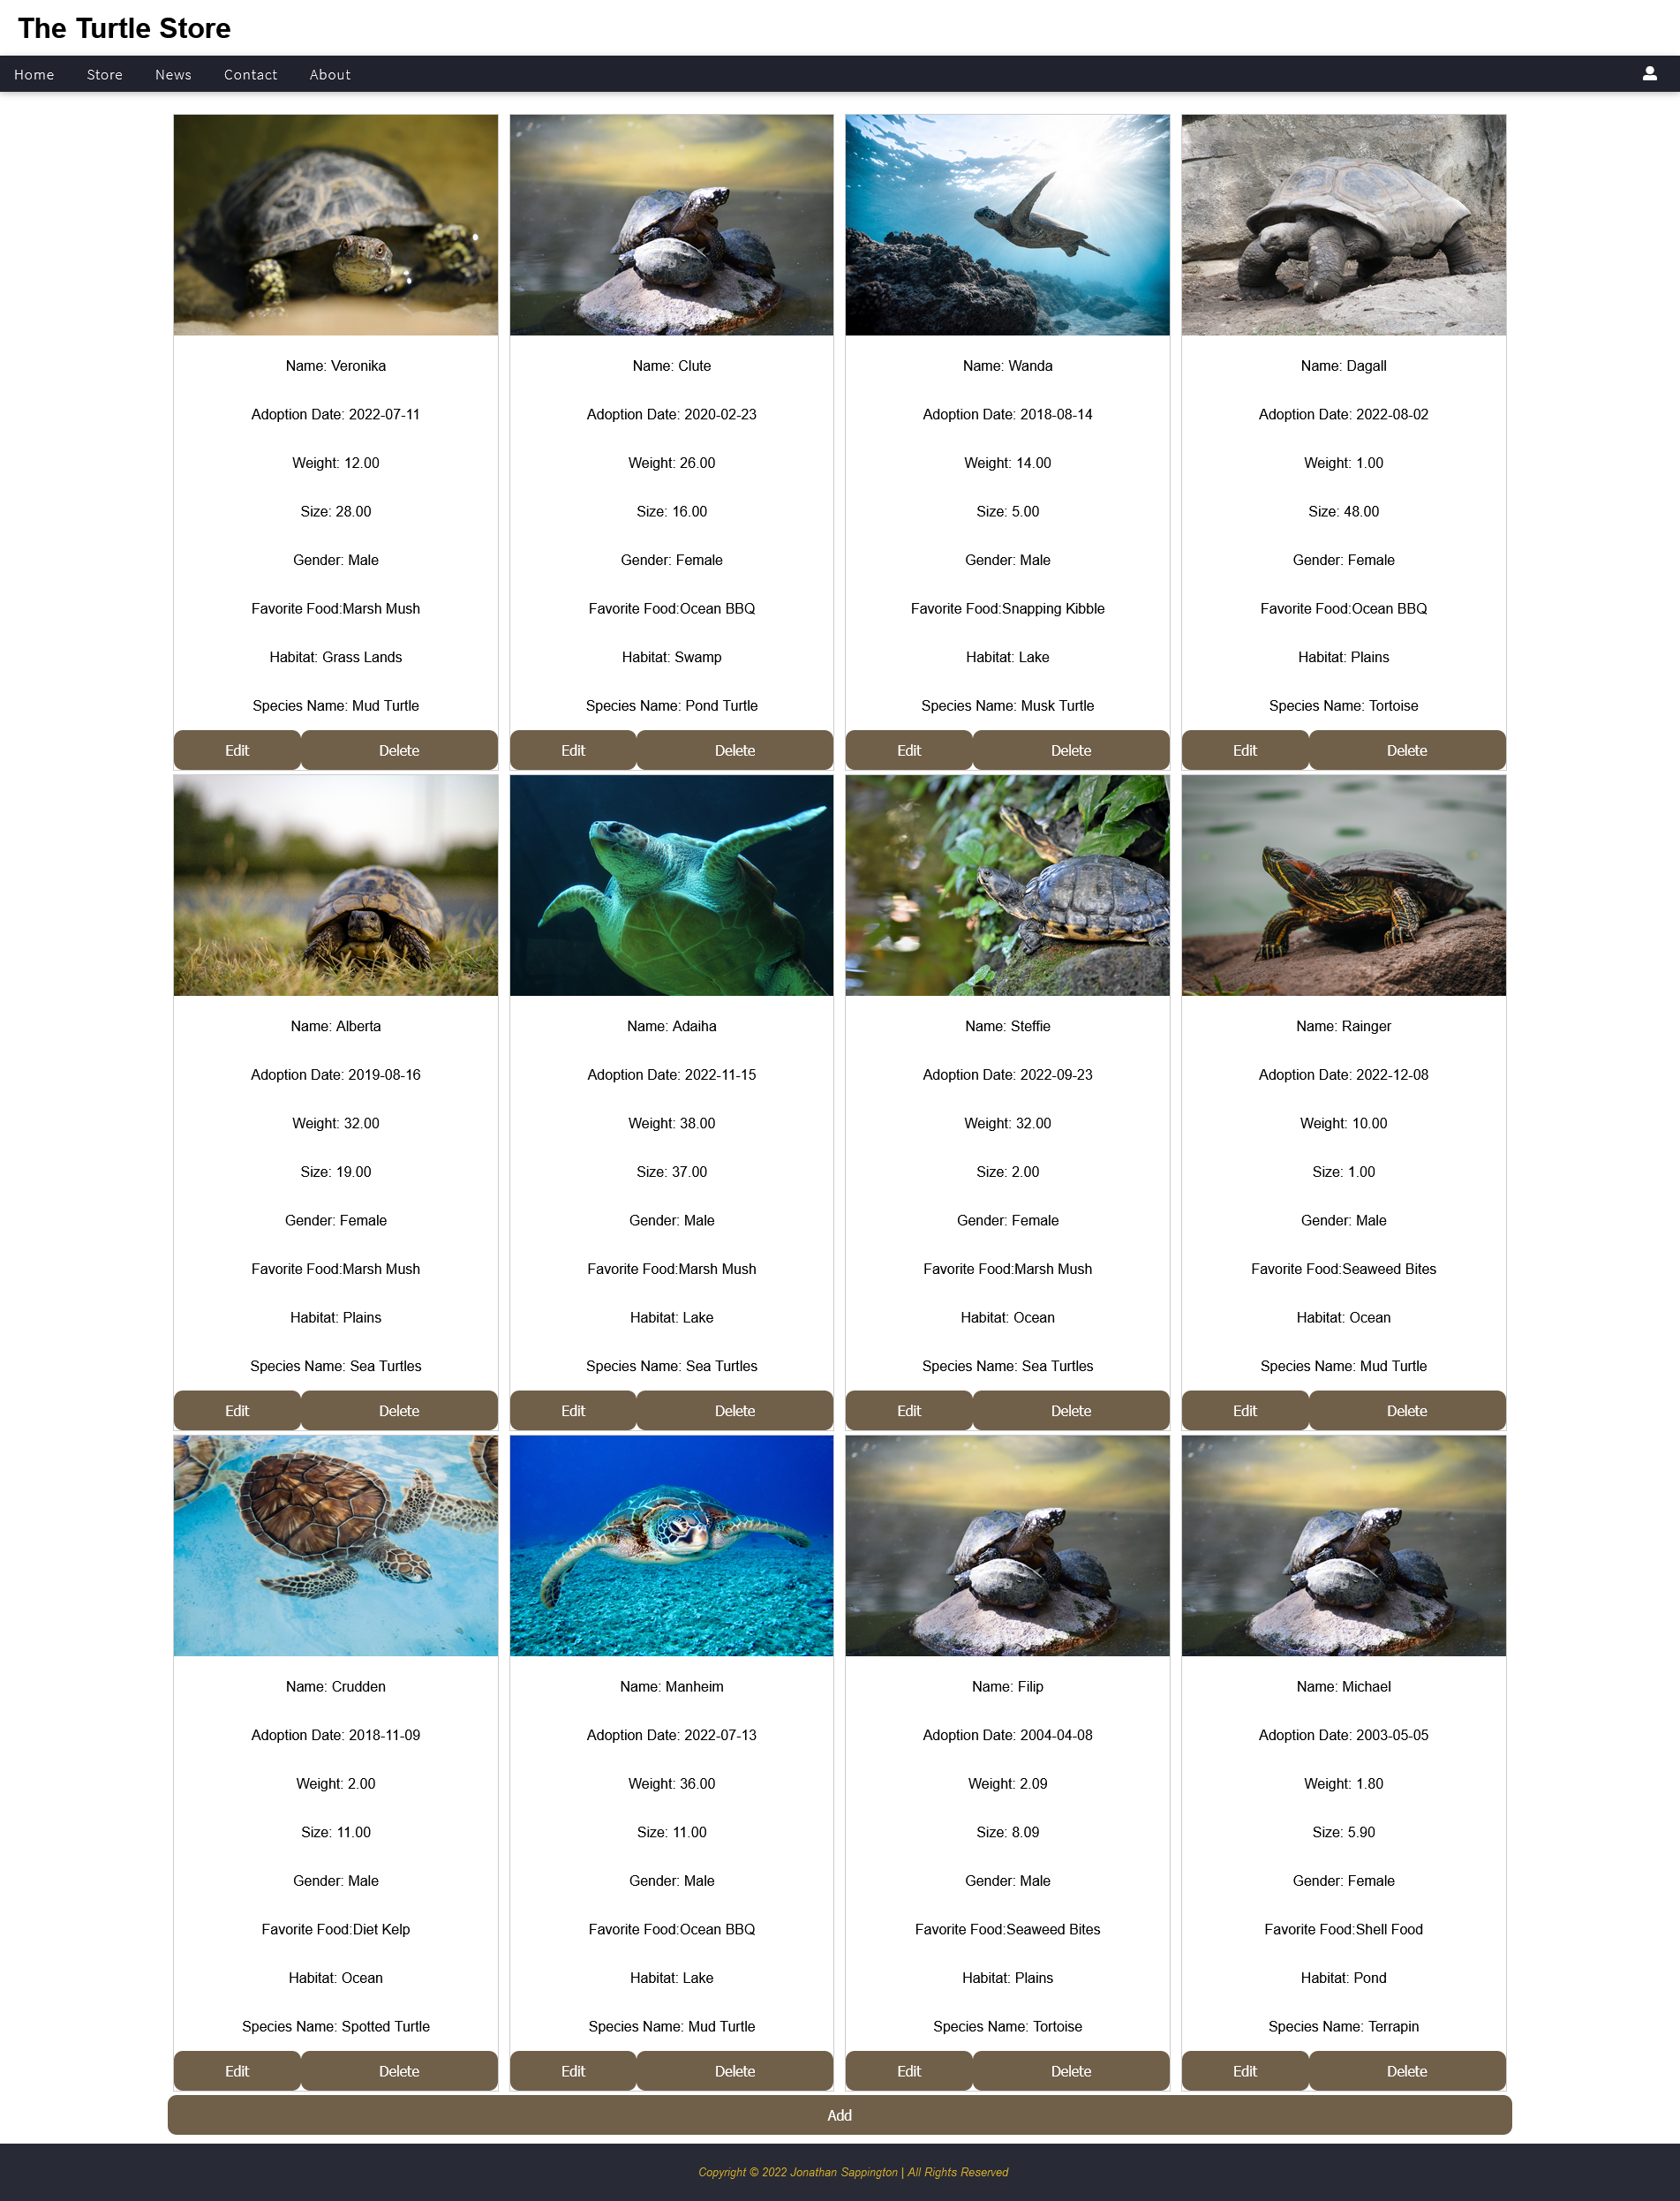 The Turtle Store
Home Store News Contact About
Name: Veronika
Adoption Date: 2022-07-11
Weight: 12.00
Size: 28.00
Gender: Male
Favorite Food:Marsh Mush
Habitat: Grass Lands
Species Name: Mud Turtle
Edit Delete
Name: Clute
Adoption Date: 2020-02-23
Weight: 26.00
Size: 16.00
Gender: Female
Favorite Food:Ocean BBQ
Habitat: Swamp
Species Name: Pond Turtle
Edit Delete
Name: Wanda
Adoption Date: 2018-08-14
Weight: 14.00
Size: 5.00
Gender: Male
Favorite Food:Snapping Kibble
Habitat: Lake
Species Name: Musk Turtle
Edit Delete
Name: Dagall
Adoption Date: 2022-08-02
Weight: 1.00
Size: 48.00
Gender: Female
Favorite Food:Ocean BBQ
Habitat: Plains
Species Name: Tortoise
Edit Delete
Name: Alberta
Adoption Date: 2019-08-16
Weight: 32.00
Size: 19.00
Gender: Female
Favorite Food:Marsh Mush
Habitat: Plains
Species Name: Sea Turtles
Edit Delete
Name: Adaiha
Adoption Date: 2022-11-15
Weight: 38.00
Size: 37.00
Gender: Male
Favorite Food:Marsh Mush
Habitat: Lake
Species Name: Sea Turtles
Edit Delete
Name: Steffie
Adoption Date: 2022-09-23
Weight: 32.00
Size: 2.00
Gender: Female
Favorite Food:Marsh Mush
Habitat: Ocean
Species Name: Sea Turtles
Edit Delete
Name: Rainger
Adoption Date: 2022-12-08
Weight: 10.00
Size: 1.00
Gender: Male
Favorite Food:Seaweed Bites
Habitat: Ocean
Species Name: Mud Turtle
Edit Delete
Name: Crudden
Adoption Date: 2018-11-09
Weight: 2.00
Size: 11.00
Gender: Male
Favorite Food:Diet Kelp
Habitat: Ocean
Species Name: Spotted Turtle
Edit Delete
Name: Manheim
Adoption Date: 2022-07-13
Weight: 36.00
Size: 11.00
Gender: Male
Favorite Food:Ocean BBQ
Habitat: Lake
Species Name: Mud Turtle
Edit Delete
Name: Filip
Adoption Date: 2004-04-08
Weight: 2.09
Size: 8.09
Gender: Male
Favorite Food:Seaweed Bites
Habitat: Plains
Species Name: Tortoise
Edit Delete
Name: Michael
Adoption Date: 2003-05-05
Weight: 1.80
Size: 5.90
Gender: Female
Favorite Food:Shell Food
Habitat: Pond
Species Name: Terrapin
Edit Delete
Add
Copyright © 2022 Jonathan Sappington | All Rights Reserved